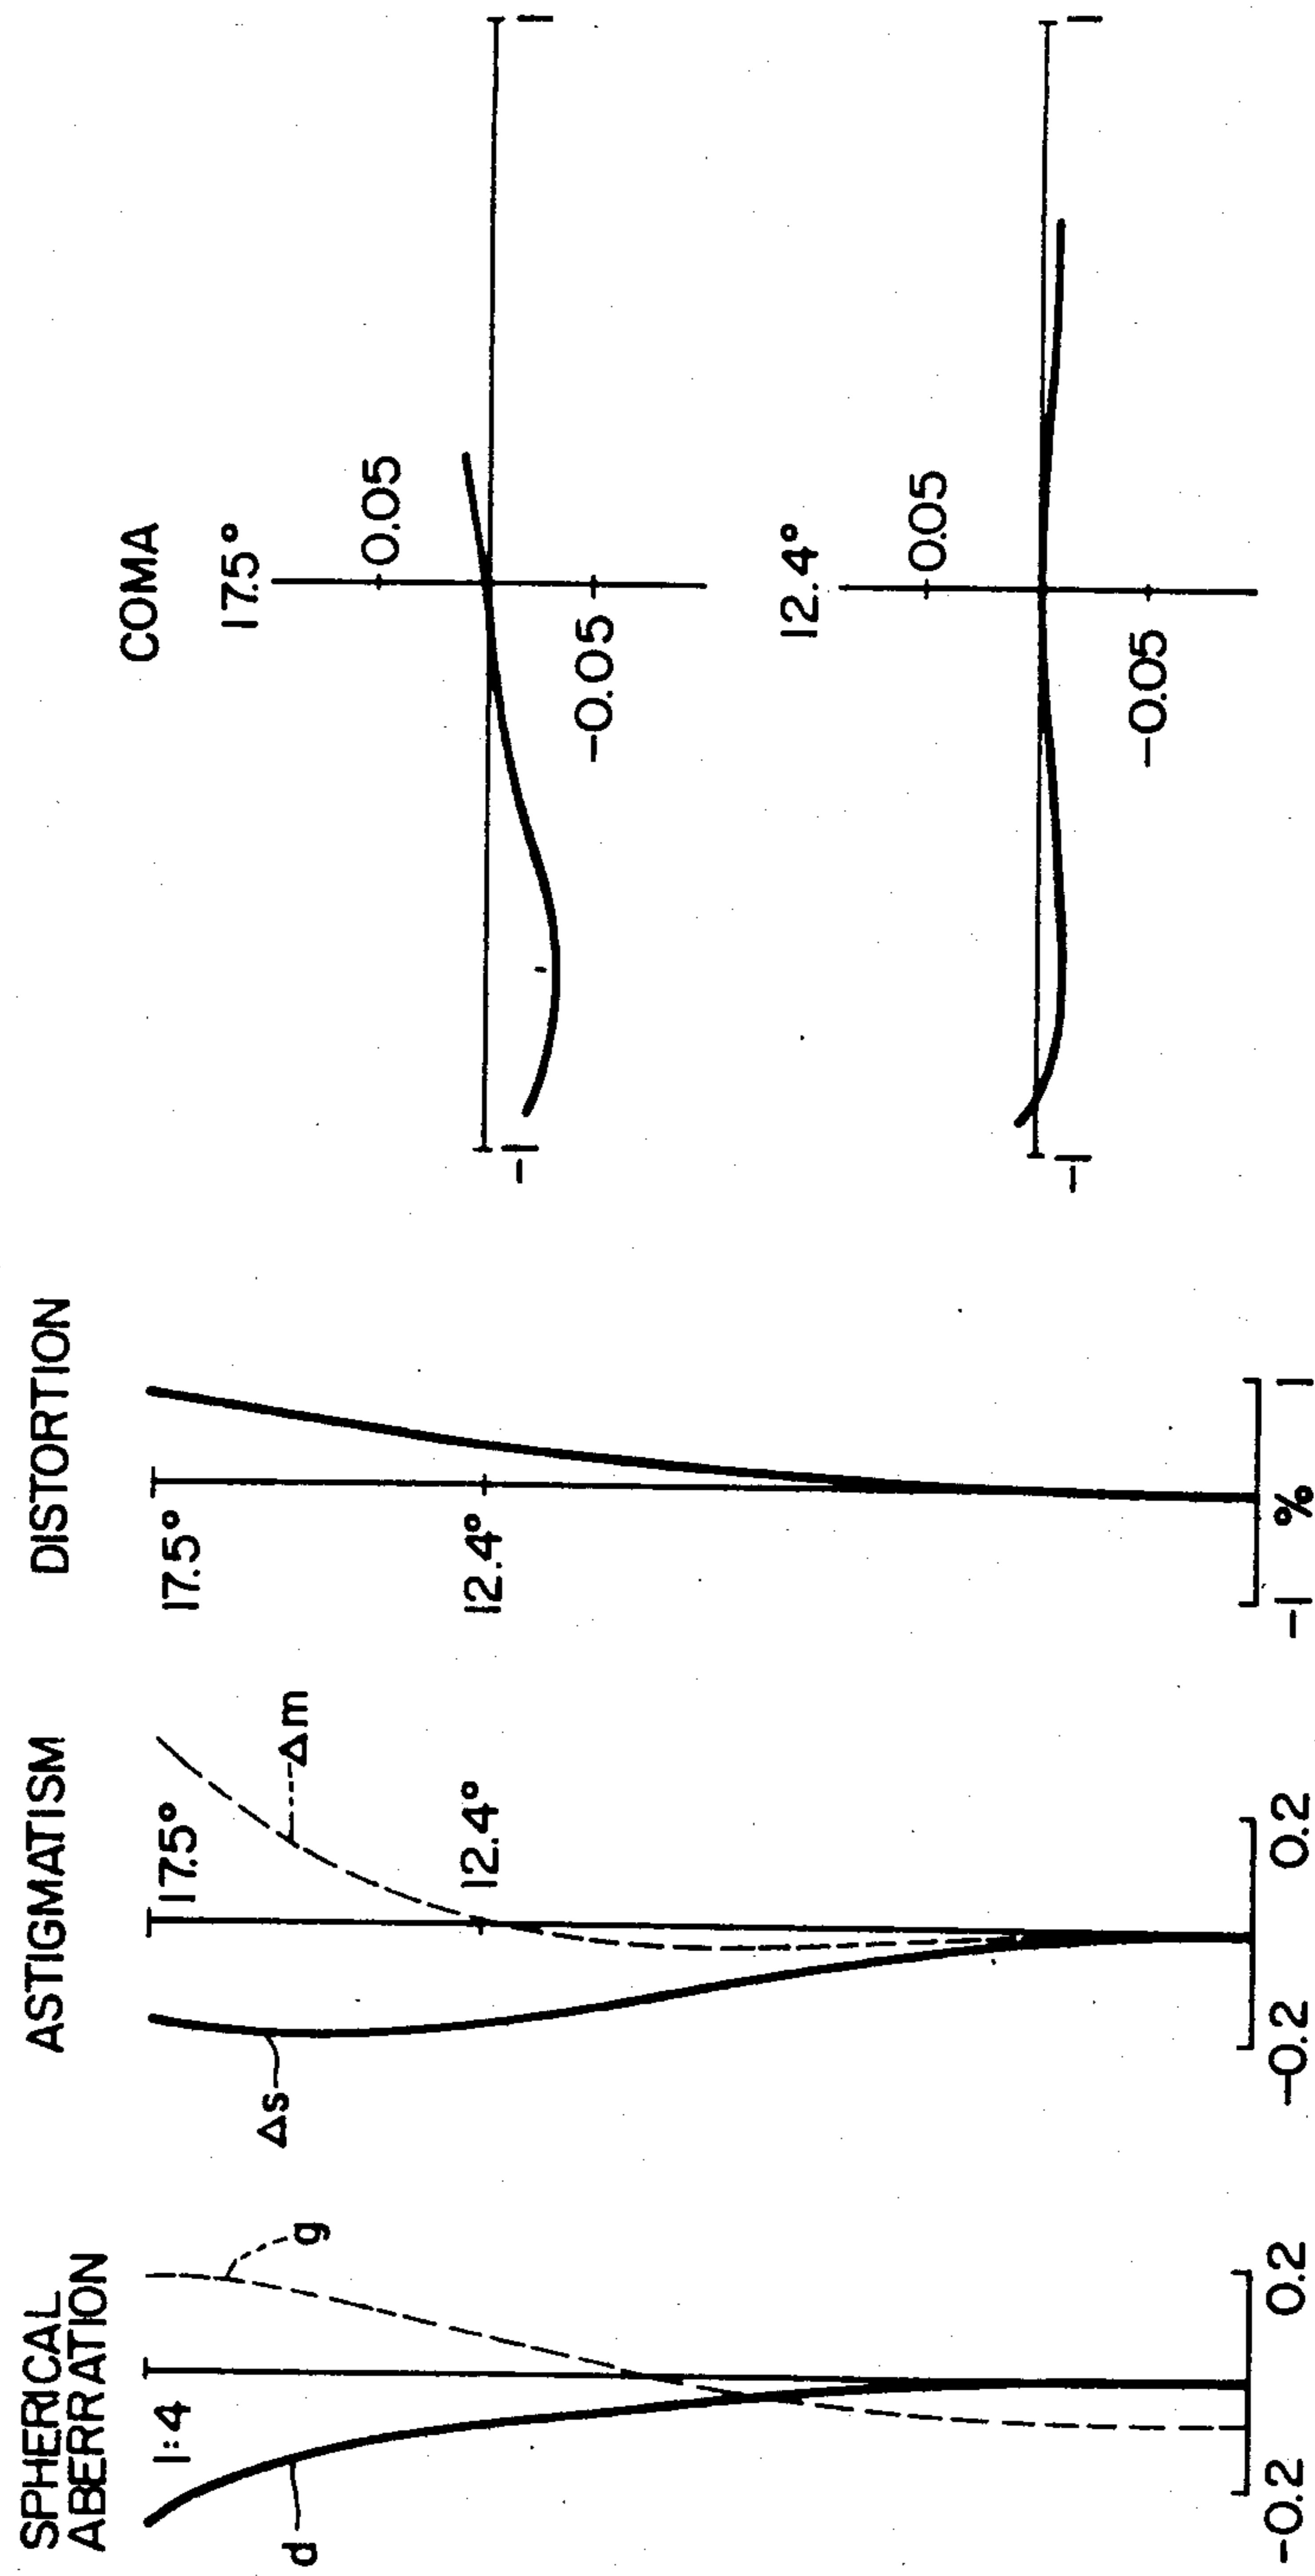 SPHERICAL
ABERRATION
1:4
d
g
-0.2
0.2
ASTIGMATISM
17.5°
12.4°
Δs
Δm
-0.2
0.2
DISTORTION
17.5°
12.4°
-1
%
1
COMA
17.5°
0.05
-0.05
-1
1
12.4°
0.05
-0.05
-1
1